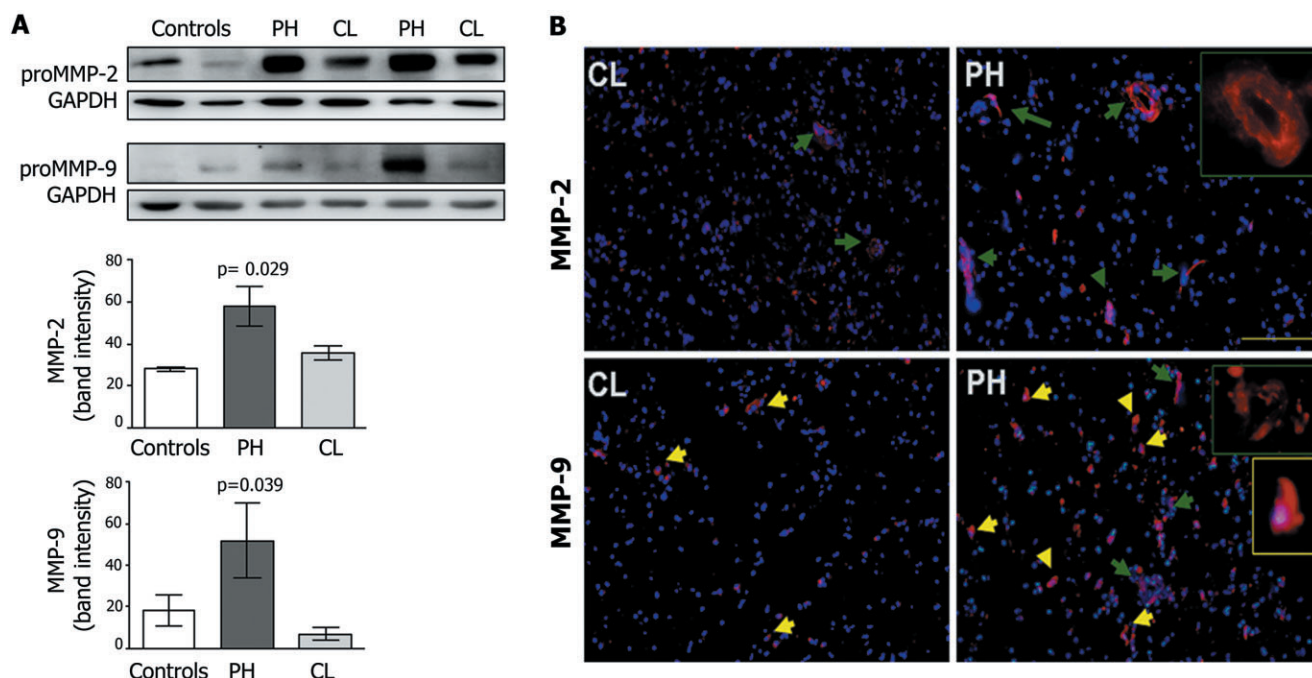 A
Controls PH CL PH CL
proMMP-2
GAPDH
proMMP-9
GAPDH
MMP-2
(band intensity)
80
60
40
20
0
p= 0.029
Controls PH CL
MMP-9
(band intensity)
80
60
40
20
0
p=0.039
Controls PH CL
B
MMP-2
CL
PH
MMP-9
CL
PH